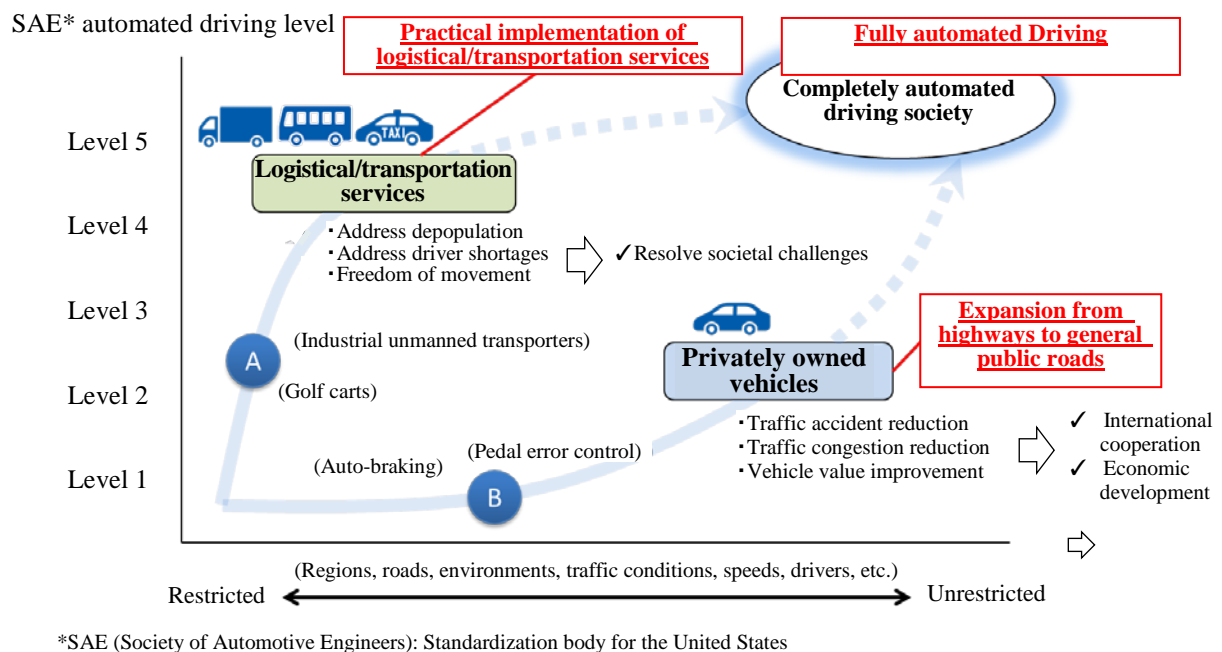 SAE* automated driving level
Practical implementation of
logistical/transportation services
Fully automated Driving
Completely automated
driving society
TAXI
Level 5
Logistical/transportation
services
Level 4
・Address depopulation
・Address driver shortages
・Freedom of movement
✓Resolve societal challenges
Level 3
Expansion from
highways to general
public roads
(Industrial unmanned transporters)
A
Privately owned
vehicles
Level 2
(Golf carts)
・Traffic accident reduction
・Traffic congestion reduction
・Vehicle value improvement
✓ International
cooperation
✓ Economic
development
(Pedal error control)
(Auto-braking)
Level 1
B
(Regions, roads, environments, traffic conditions, speeds, drivers, etc.)
Restricted
Unrestricted
*SAE (Society of Automotive Engineers): Standardization body for the United States